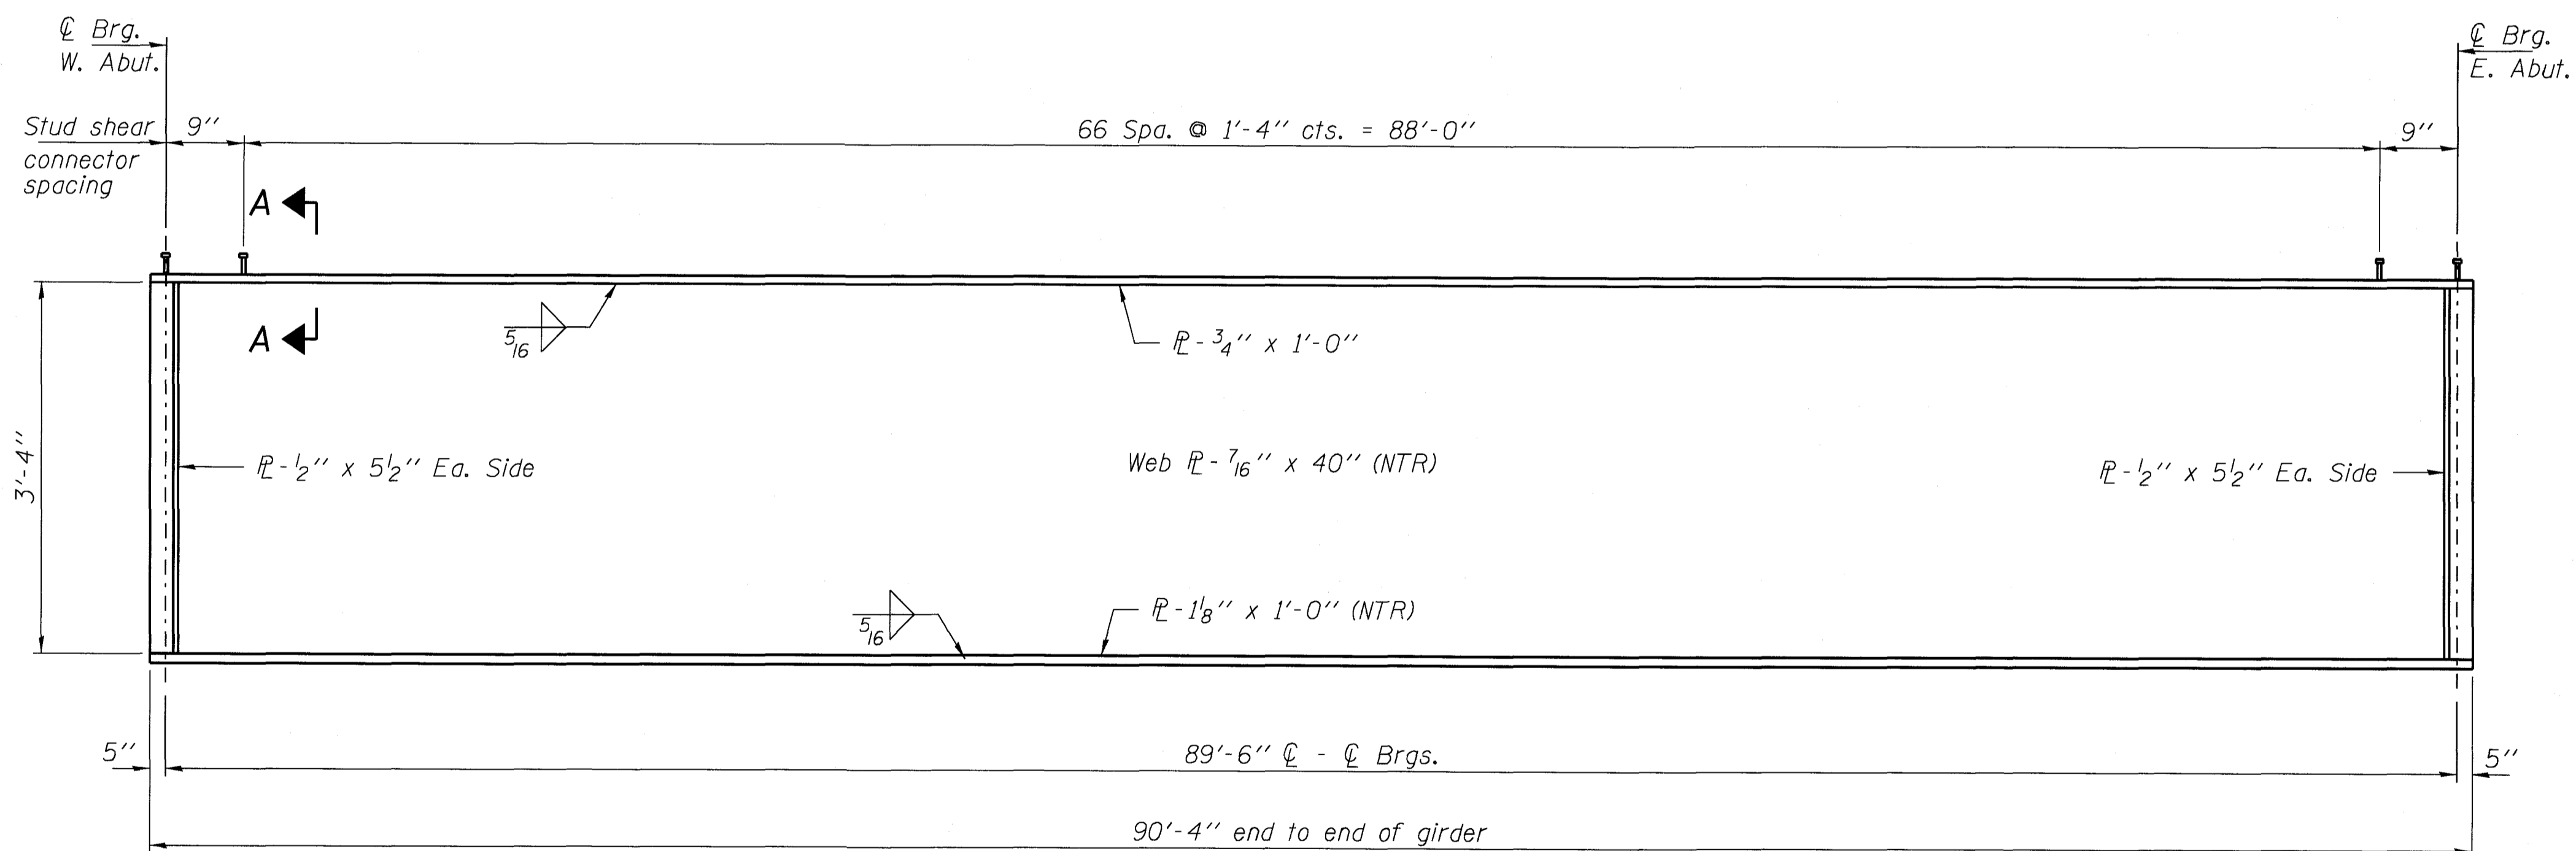 ℄ Brg.
W. Abut.
℄ Brg.
E. Abut.
Stud shear
connector
spacing
9"
66 Spa. @ 1'-4" cts. = 88'-0"
9"
A
A
5/16
℄ - 3/4" x 1'-0"
3'-4"
℄ - 1/2" x 5 1/2" Ea. Side
Web ℄ - 7/16" x 40" (NTR)
℄ - 1/2" x 5 1/2" Ea. Side
5/16
℄ - 1 1/8" x 1'-0" (NTR)
5"
89'-6" ℄ - ℄ Brgs.
5"
90'-4" end to end of girder